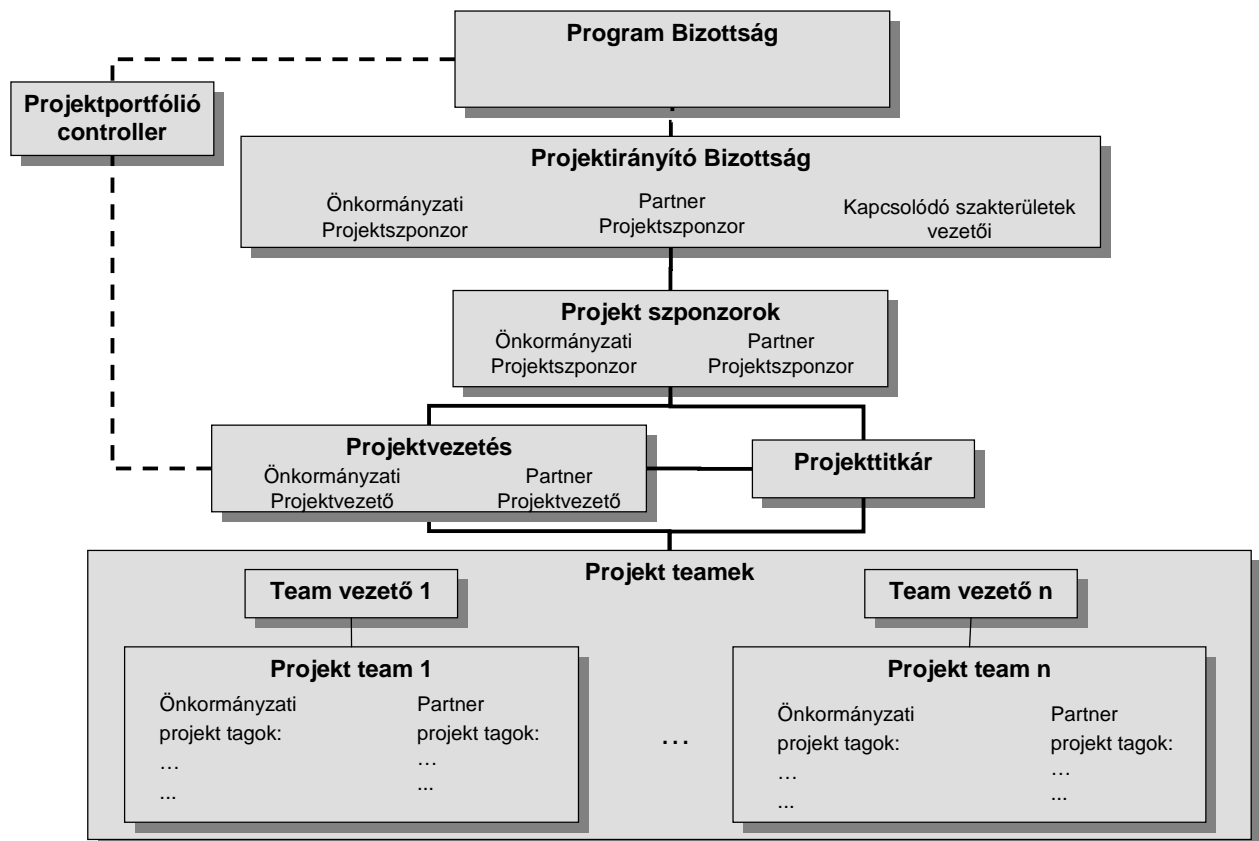 Program Bizottság
Projektportfólió
controller
Projektirányító Bizottság
Önkormányzati
Projektszponzor
Partner
Projektszponzor
Kapcsolódó szakterületek
vezetői
Projekt szponzorok
Önkormányzati
Projektszponzor
Partner
Projektszponzor
Projektvezetés
Önkormányzati
Projektvezető
Partner
Projektvezető
Projekttitkár
Projekt teamek
Team vezető 1
Team vezető n
Projekt team 1
Önkormányzati
projekt tagok:
…
...
Partner
projekt tagok:
…
...
…
Projekt team n
Önkormányzati
projekt tagok:
…
...
Partner
projekt tagok:
…
...